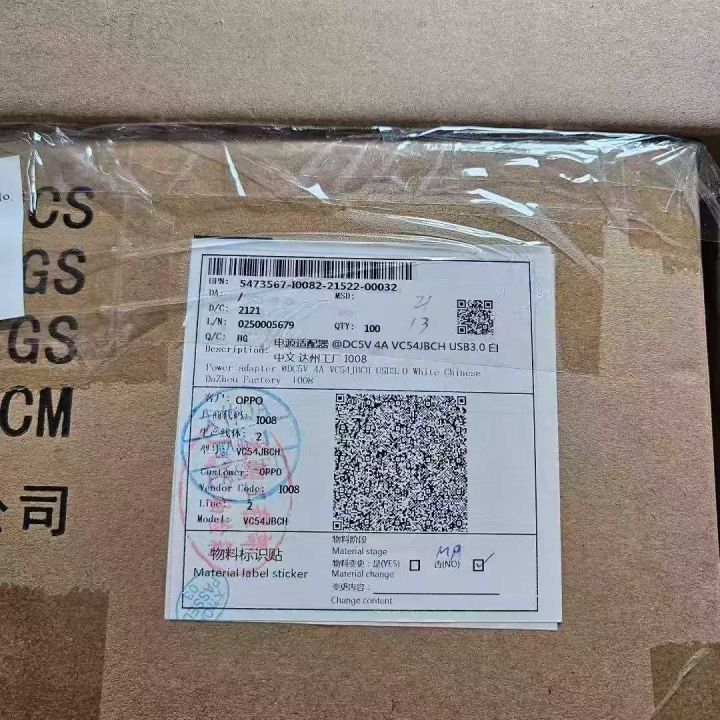 CS
GS
GS
CM
公司
OPN: 5473567-I0082-21522-00032
DA: / MSD:
D/C: 2121
L/N: 0250005679 QTY: 100
21
13
Q/C: HG
Description: 电源适配器 @DC5V 4A VC54JBCH USB3.0 白
中文 达州工厂 I008
Power adapter @DC5V 4A VC54JBCH USB3.0 White Chinese
DaZhou Factory I008
客户: OPPO
I008
生产线体: 2
型号: VC54JBCH
Customer: OPPO
Vendor Code: I008
Line: 2
Model: VC54JBCH
物料标识贴
Material label sticker
物料阶段
Material stage MP
物料变更：是(YES) 否(NO) ✓
Material change
变更内容：
Change content